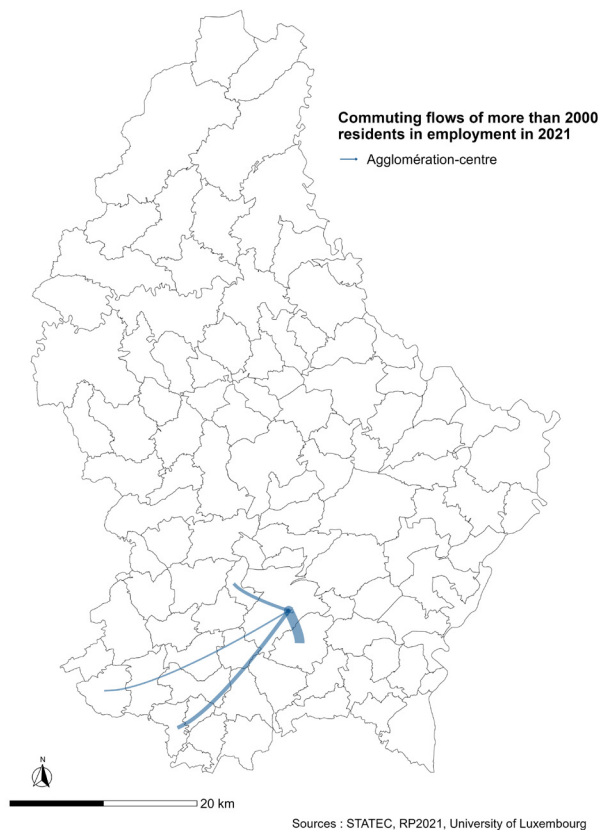 Commuting flows of more than 2000
residents in employment in 2021
Agglomération-centre
N
20 km
Sources : STATEC, RP2021, University of Luxembourg